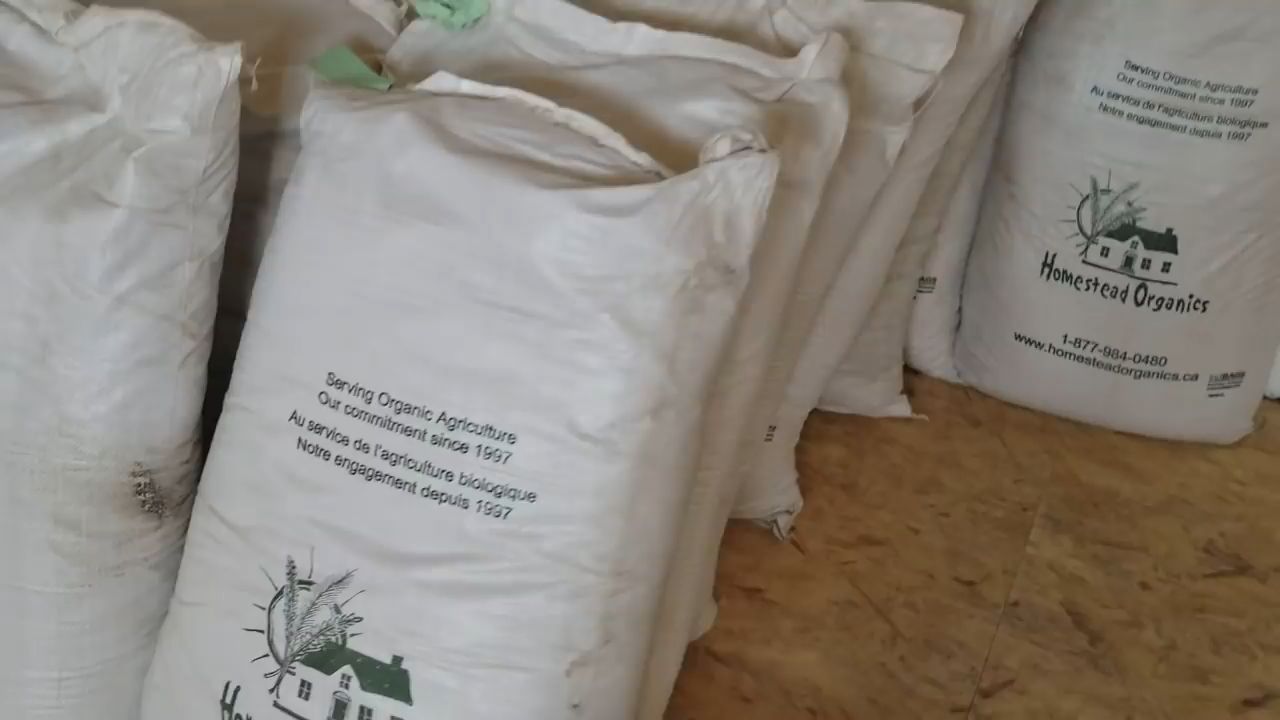 Serving Organic Agriculture
Our commitment since 1997
Au service de l'agriculture biologique
Notre engagement depuis 1997
Serving Organic Agriculture
Our commitment since 1997
Au service de l'agriculture biologique
Notre engagement depuis 1997
Homestead Organics
1-877-984-0480
www.homesteadorganics.ca